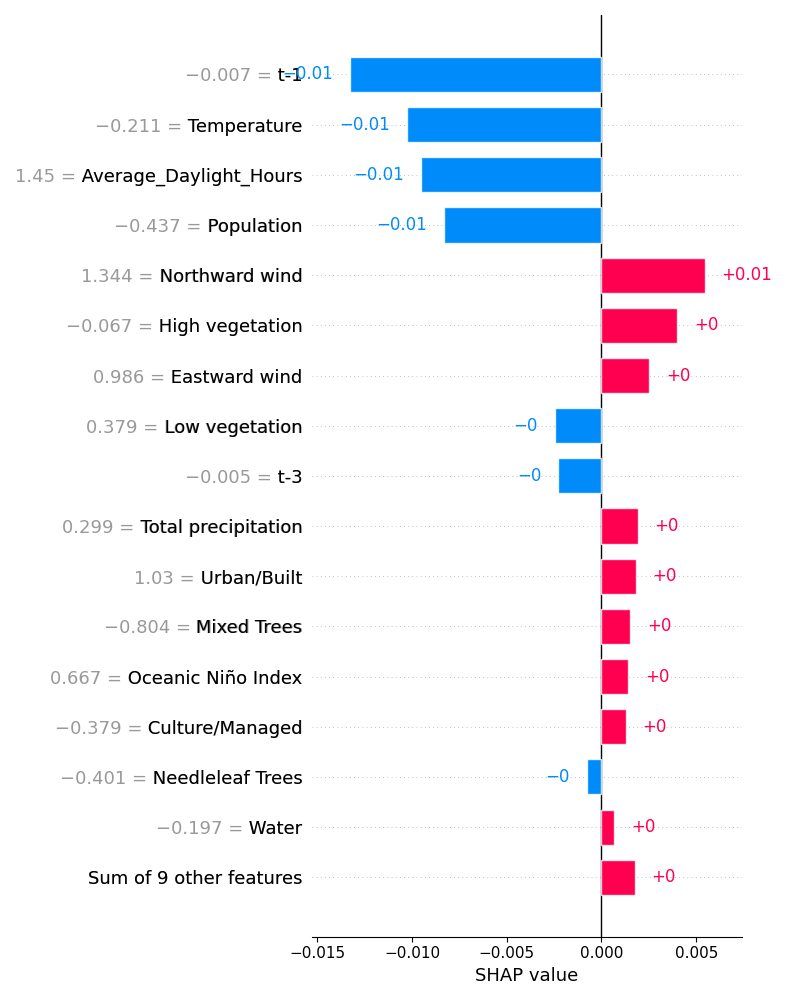 −0.007 = t-1 −0.01
−0.211 = Temperature −0.01
1.45 = Average_Daylight_Hours −0.01
−0.437 = Population −0.01
1.344 = Northward wind +0.01
−0.067 = High vegetation +0
0.986 = Eastward wind +0
0.379 = Low vegetation −0
−0.005 = t-3 −0
0.299 = Total precipitation +0
1.03 = Urban/Built +0
−0.804 = Mixed Trees +0
0.667 = Oceanic Niño Index +0
−0.379 = Culture/Managed +0
−0.401 = Needleleaf Trees −0
−0.197 = Water +0
Sum of 9 other features +0
−0.015 −0.010 −0.005 0.000 0.005
SHAP value